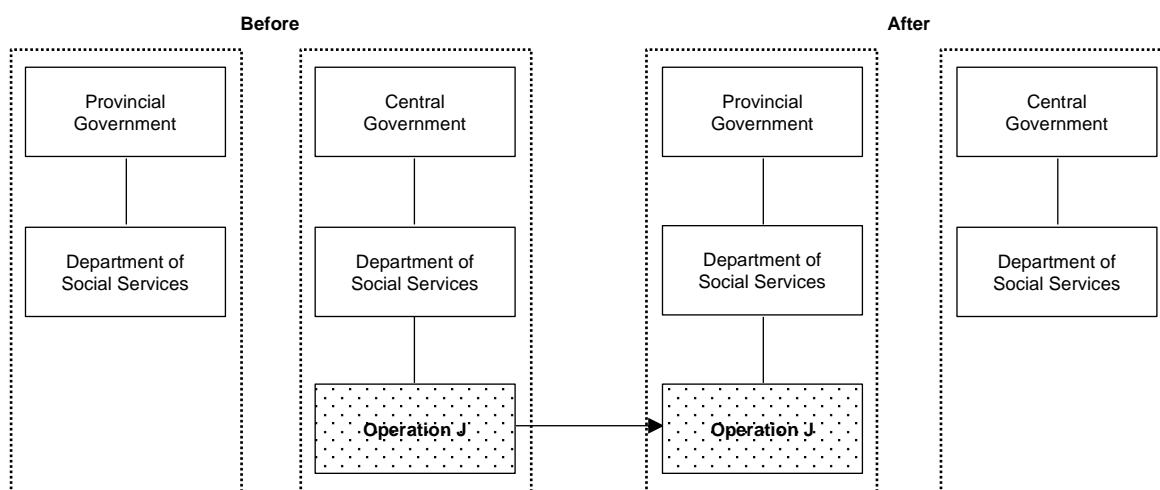 Before
After
Provincial
Government
Central
Government
Provincial
Government
Central
Government
Department of
Social Services
Department of
Social Services
Department of
Social Services
Department of
Social Services
Operation J
Operation J